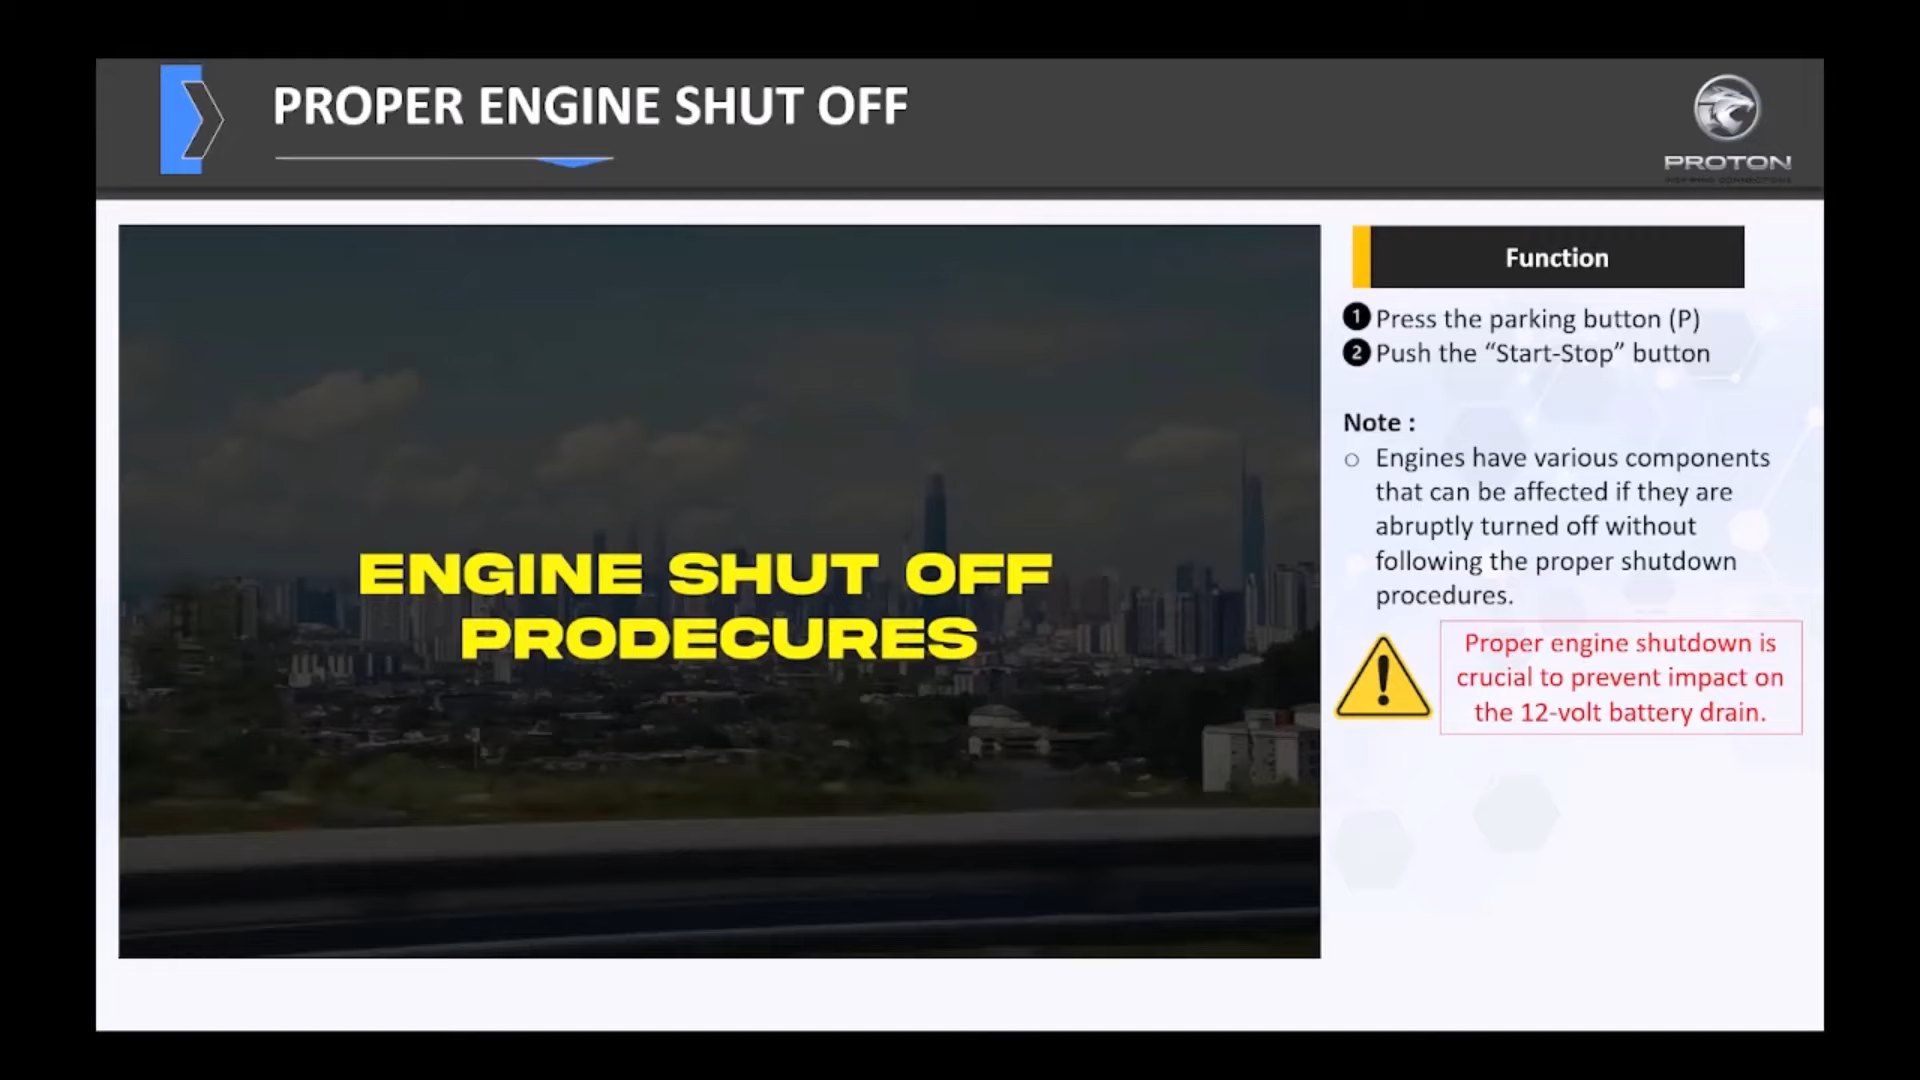 PROPER ENGINE SHUT OFF
PROTON
ENGINE SHUT OFF
PRODECURES
Function
1 Press the parking button (P)
2 Push the “Start-Stop” button
Note :
○ Engines have various components
that can be affected if they are
abruptly turned off without
following the proper shutdown
procedures.
Proper engine shutdown is
crucial to prevent impact on
the 12-volt battery drain.